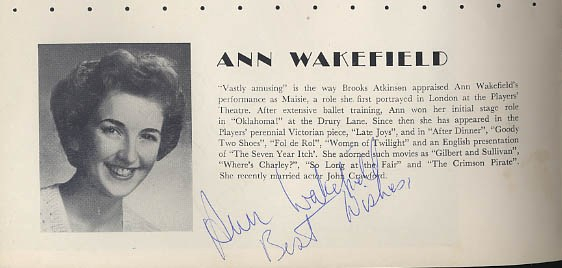 ANN WAKEFIELD
"Vastly amusing" is the way Brooks Atkinson appraised Ann Wakefield's
performance as Maisie, a role she first portrayed in London at the Players'
Theatre. After extensive ballet training, Ann won her initial stage role
in "Oklahoma!" at the Drury Lane. Since then she has appeared in the
Players' perennial Victorian piece, "Late Joys", and in "After Dinner", "Goody
Two Shoes", "Fol de Rol", "Women of Twilight" and an English presentation
of "The Seven Year Itch'. She adorned such movies as "Gilbert and Sullivan",
"Where's Charley?", "So Long at the Fair" and "The Crimson Pirate".
She recently married actor John Crawford.
Ann Wakefield
Best Wishes,